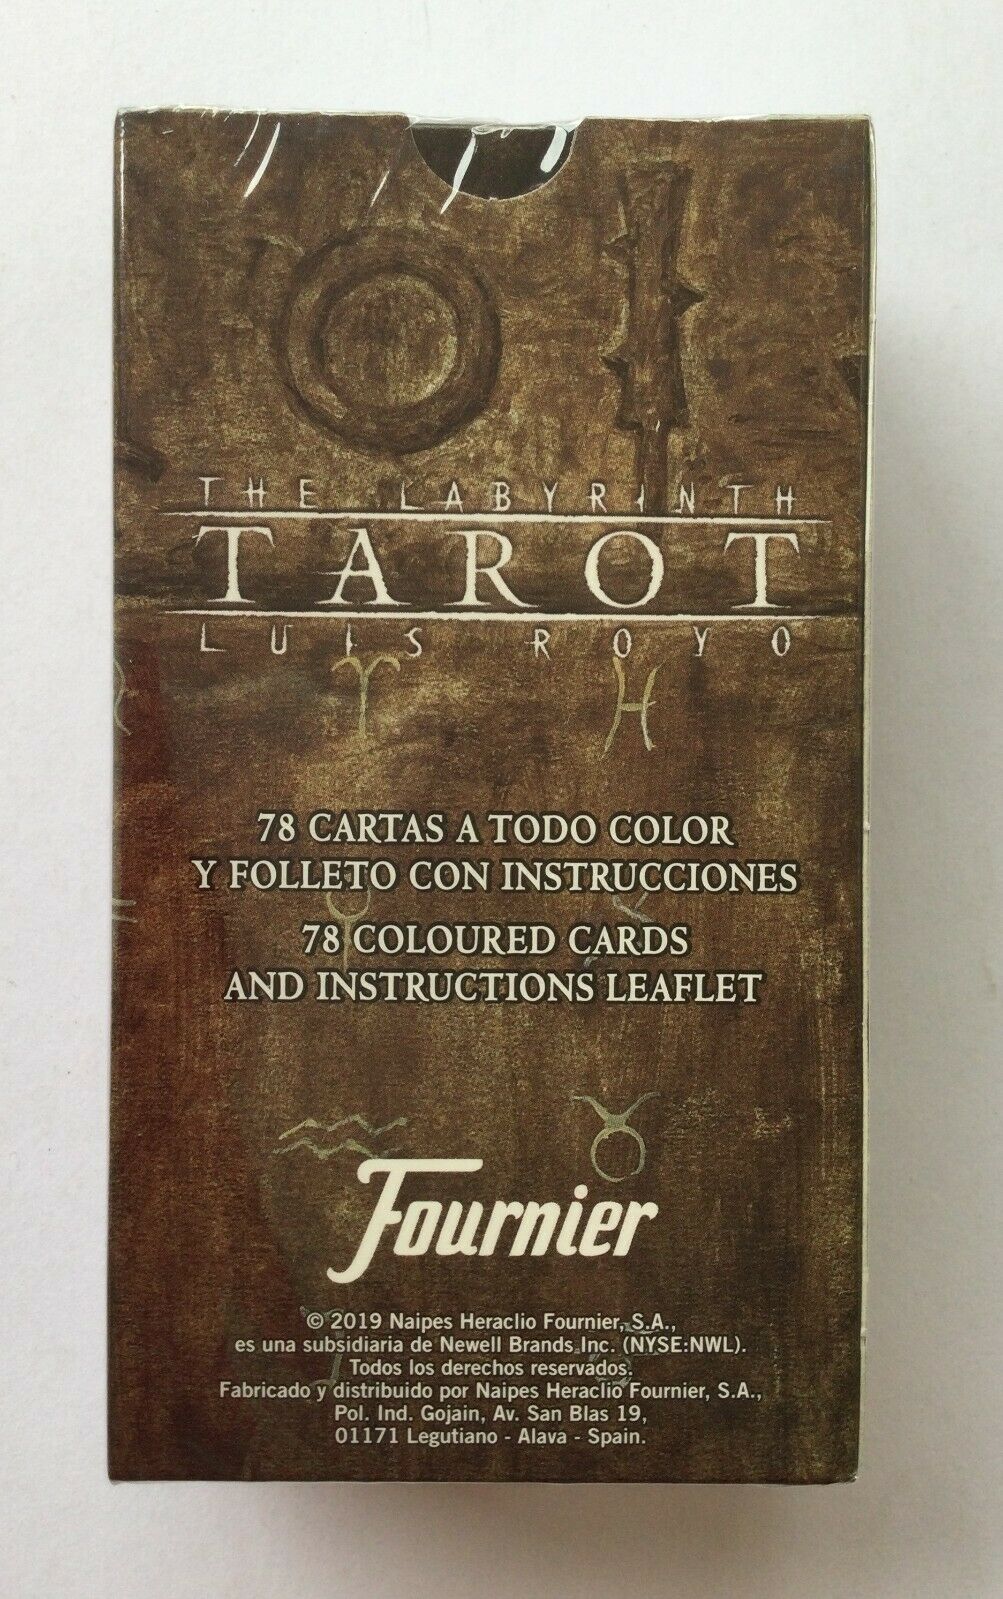 THE LABYRINTH
TAROT
LUIS ROYO
78 CARTAS A TODO COLOR
Y FOLLETO CON INSTRUCCIONES
78 COLOURED CARDS
AND INSTRUCTIONS LEAFLET
Fournier
© 2019 Naipes Heraclio Fournier, S.A.,
es una subsidiaria de Newell Brands Inc. (NYSE:NWL).
Todos los derechos reservados.
Fabricado y distribuido por Naipes Heraclio Fournier, S.A.,
Pol. Ind. Gojain, Av. San Blas 19,
01171 Legutiano - Alava - Spain.